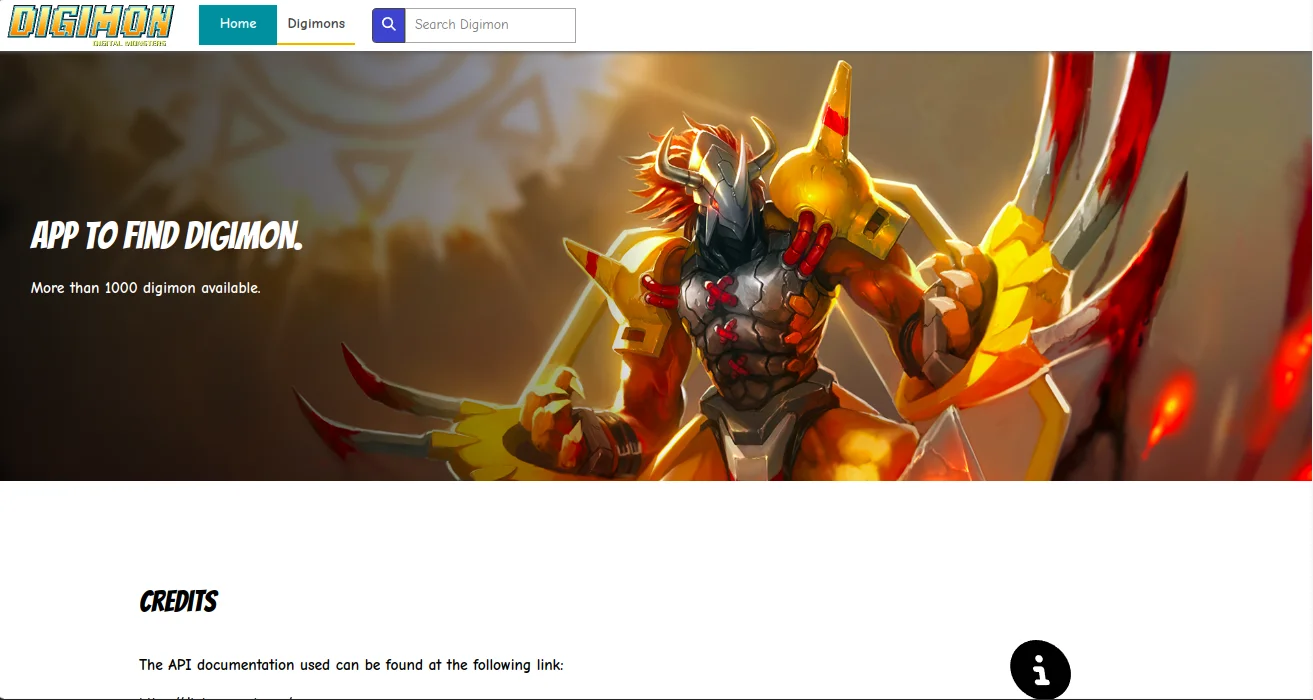 DIGIMON
DIGITAL MONSTERS
Home
Digimons
Search Digimon
APP TO FIND DIGIMON.
More than 1000 digimon available.
CREDITS
The API documentation used can be found at the following link: